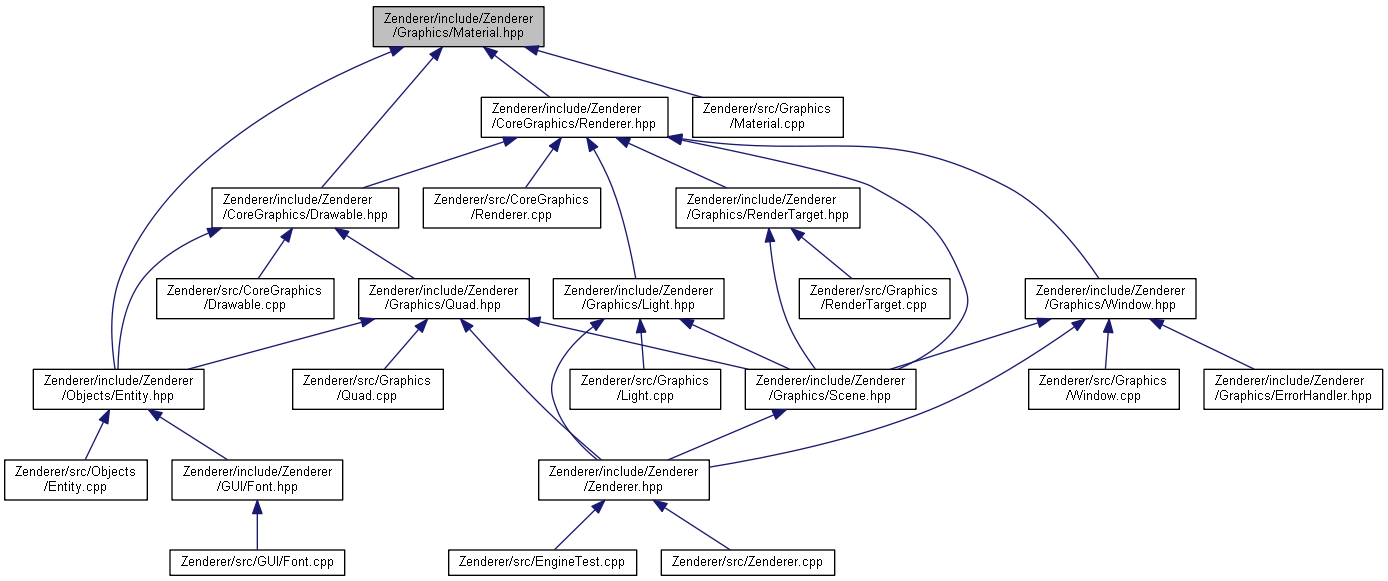 Zenderer/include/Zenderer
/Graphics/Material.hpp
Zenderer/include/Zenderer
/CoreGraphics/Renderer.hpp
Zenderer/src/Graphics
/Material.cpp
Zenderer/include/Zenderer
/CoreGraphics/Drawable.hpp
Zenderer/src/CoreGraphics
/Renderer.cpp
Zenderer/include/Zenderer
/Graphics/RenderTarget.hpp
Zenderer/src/CoreGraphics
/Drawable.cpp
Zenderer/include/Zenderer
/Graphics/Quad.hpp
Zenderer/include/Zenderer
/Graphics/Light.hpp
Zenderer/src/Graphics
/RenderTarget.cpp
Zenderer/include/Zenderer
/Graphics/Window.hpp
Zenderer/include/Zenderer
/Objects/Entity.hpp
Zenderer/src/Graphics
/Quad.cpp
Zenderer/src/Graphics
/Light.cpp
Zenderer/include/Zenderer
/Graphics/Scene.hpp
Zenderer/src/Graphics
/Window.cpp
Zenderer/include/Zenderer
/Graphics/ErrorHandler.hpp
Zenderer/src/Objects
/Entity.cpp
Zenderer/include/Zenderer
/GUI/Font.hpp
Zenderer/include/Zenderer
/Zenderer.hpp
Zenderer/src/GUI/Font.cpp
Zenderer/src/EngineTest.cpp
Zenderer/src/Zenderer.cpp